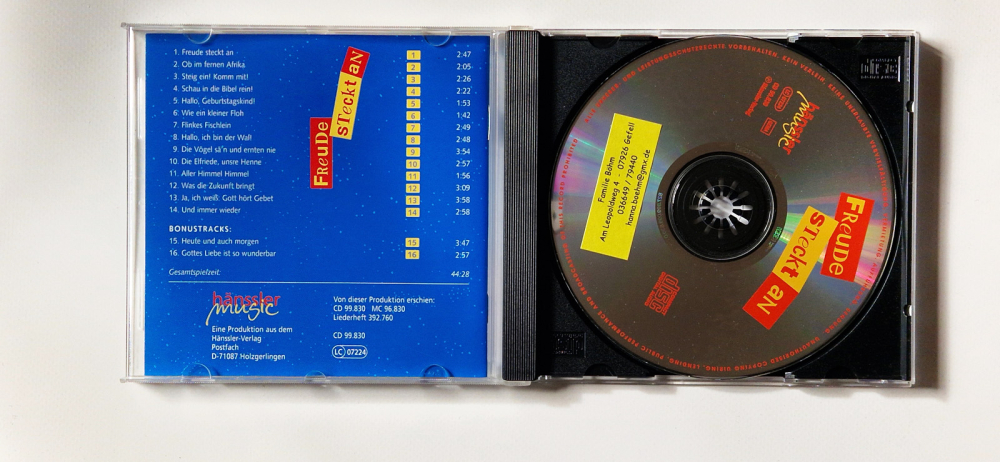 1. Freude steckt an 1 2:47
2. Ob im fernen Afrika 2 2:05
3. Steig ein! Komm mit! 3 2:26
4. Schau in die Bibel rein! 4 2:22
5. Hallo, Geburtstagskind! 5 1:53
6. Wie ein kleiner Floh 6 1:42
7. Flinkes Fischlein 7 2:49
8. Hallo, ich bin der Wal! 8 2:48
9. Die Vögel sä'n und ernten nie 9 3:54
10. Die Elfriede, unsre Henne 10 2:57
11. Aller Himmel Himmel 11 1:56
12. Was die Zukunft bringt 12 3:09
13. Ja, ich weiß: Gott hört Gebet 13 3:58
14. Und immer wieder 14 2:58
BONUSTRACKS:
15. Heute und auch morgen 15 3:47
16. Gottes Liebe ist so wunderbar 16 2:57
Gesamtspielzeit: 44:28
FReuDe
sTeckt aN
hänssler
music
Eine Produktion aus dem
Hänssler-Verlag
Postfach
D-71087 Holzgerlingen
Von dieser Produktion erschien:
CD 99.830 MC 96.830
Liederheft 392.760
CD 99.830
LC 07224
hänssler
music
Familie Böhm
Am Leopoldweg 4 - 07926 Gefell
036649 / 79440
hanna.boehm@gmx.de
FReuDe
sTeckt aN
COMPACT
disc
DIGITAL AUDIO